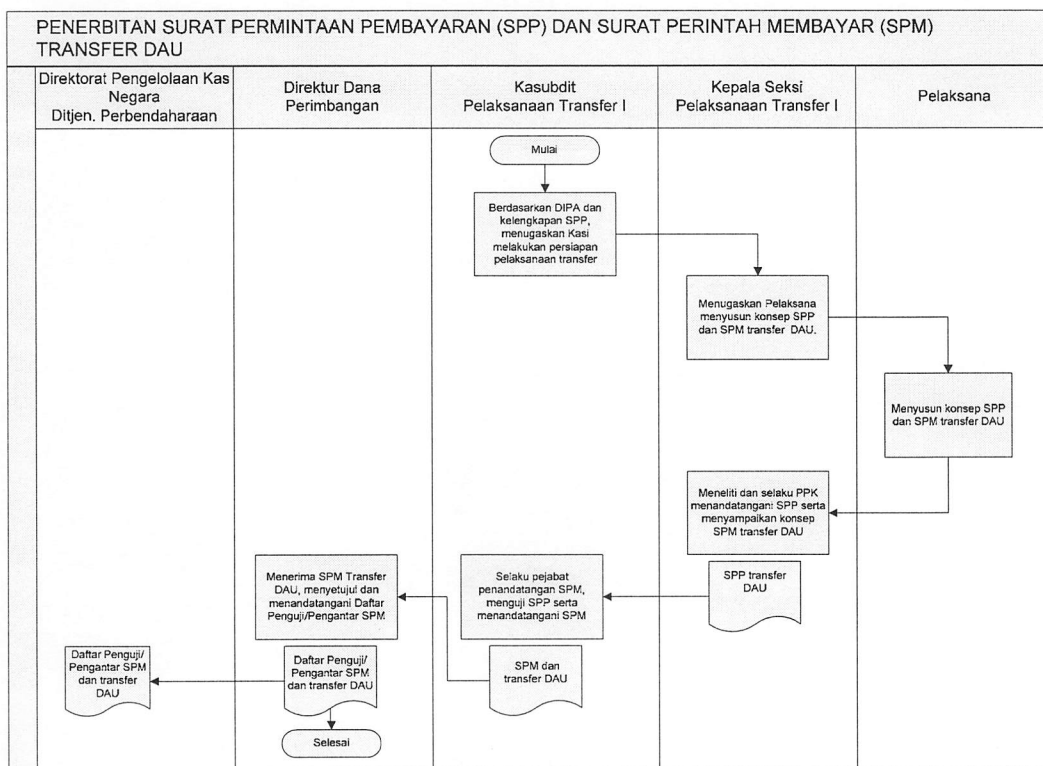 PENERBITAN SURAT PERMINTAAN PEMBAYARAN (SPP) DAN SURAT PERINTAH MEMBAYAR (SPM)
TRANSFER DAU
Direktorat Pengelolaan Kas
Negara
Ditjen. Perbendaharaan
Direktur Dana
Perimbangan
Kasubdit
Pelaksanaan Transfer I
Kepala Seksi
Pelaksanaan Transfer I
Pelaksana
Mulai
Berdasarkan DIPA dan
kelengkapan SPP,
menugaskan Kasi
melakukan persiapan
pelaksanaan transfer
Menugaskan Pelaksana
menyusun konsep SPP
dan SPM transfer DAU.
Menyusun konsep SPP
dan SPM transfer DAU
Meneliti dan selaku PPK
menandatangani SPP serta
menyampaikan konsep
SPM transfer DAU
SPP transfer
DAU
Selaku pejabat
penandatangan SPM,
menguji SPP serta
menandatangani SPM
SPM dan
transfer DAU
Menerima SPM Transfer
DAU, menyetujui dan
menandatangani Daftar
Penguji/Pengantar SPM
Daftar Penguji/
Pengantar SPM
dan transfer
DAU
Daftar Penguji/
Pengantar SPM
dan transfer
DAU
Selesai